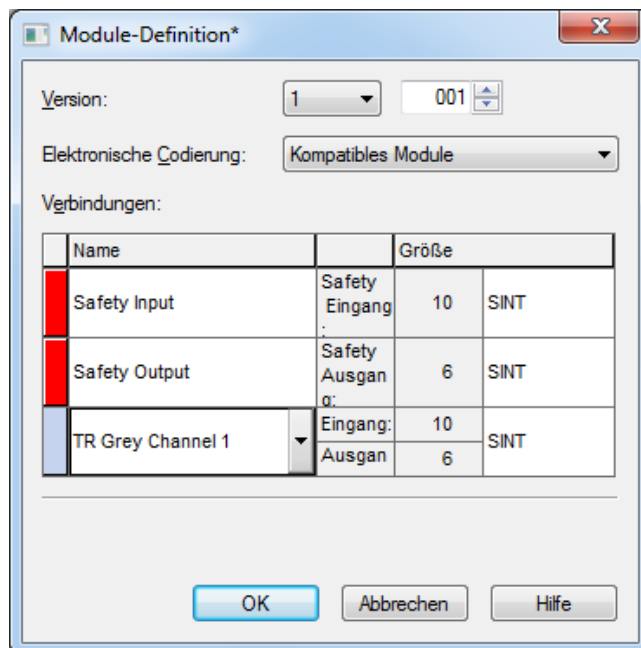 Module-Definition*
Version: 1 001
Elektronische Codierung: Kompatibles Module
Verbindungen:
Name Größe
Safety Input Safety Eingang : 10 SINT
Safety Output Safety Ausgan g: 6 SINT
TR Grey Channel 1 Eingang: 10 SINT
Ausgan 6
OK Abbrechen Hilfe